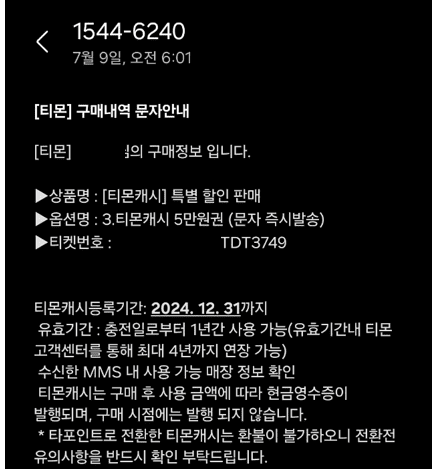 1544-6240
7월 9일, 오전 6:01
[티몬] 구매내역 문자안내
[티몬] 님의 구매정보 입니다.
▶상품명 : [티몬캐시] 특별 할인 판매
▶옵션명 : 3.티몬캐시 5만원권 (문자 즉시발송)
▶티켓번호 : TDT3749
티몬캐시등록기간: 2024. 12. 31까지
유효기간 : 충전일로부터 1년간 사용 가능(유효기간내 티몬
고객센터를 통해 최대 4년까지 연장 가능)
수신한 MMS 내 사용 가능 매장 정보 확인
티몬캐시는 구매 후 사용 금액에 따라 현금영수증이
발행되며, 구매 시점에는 발행 되지 않습니다.
* 타포인트로 전환한 티몬캐시는 환불이 불가하오니 전환전
유의사항을 반드시 확인 부탁드립니다.